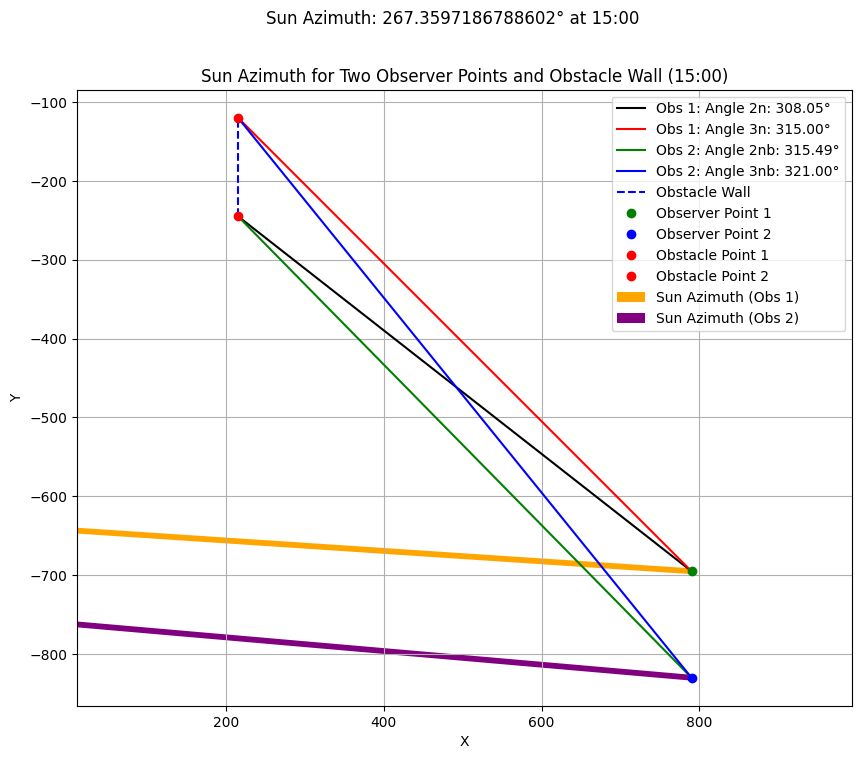 Sun Azimuth: 267.3597186788602° at 15:00
Sun Azimuth for Two Observer Points and Obstacle Wall (15:00)
Obs 1: Angle 2n: 308.05°
Obs 1: Angle 3n: 315.00°
Obs 2: Angle 2nb: 315.49°
Obs 2: Angle 3nb: 321.00°
Obstacle Wall
Observer Point 1
Observer Point 2
Obstacle Point 1
Obstacle Point 2
Sun Azimuth (Obs 1)
Sun Azimuth (Obs 2)
Y
−100
−200
−300
−400
−500
−600
−700
−800
200 400 600 800
X